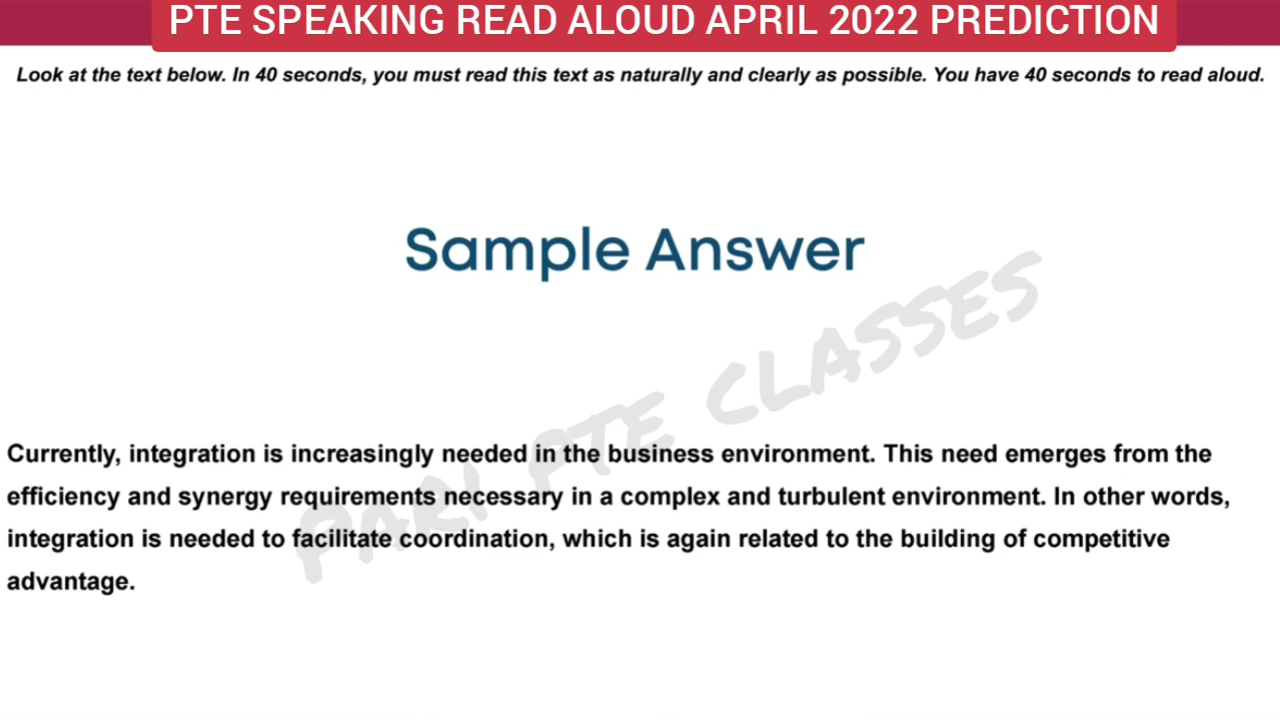 PTE SPEAKING READ ALOUD APRIL 2022 PREDICTION
Look at the text below. In 40 seconds, you must read this text as naturally and clearly as possible. You have 40 seconds to read aloud.
Sample Answer
PARI PTE CLASSES
Currently, integration is increasingly needed in the business environment. This need emerges from the
efficiency and synergy requirements necessary in a complex and turbulent environment. In other words,
integration is needed to facilitate coordination, which is again related to the building of competitive
advantage.